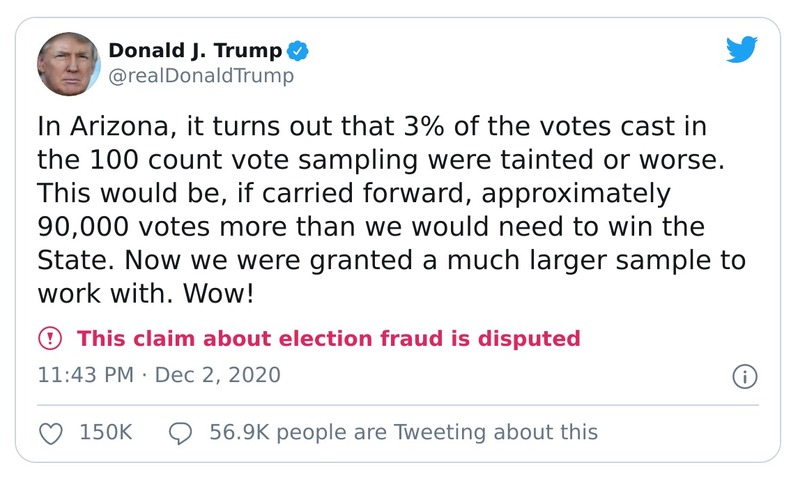 Donald J. Trump
@realDonaldTrump
In Arizona, it turns out that 3% of the votes cast in
the 100 count vote sampling were tainted or worse.
This would be, if carried forward, approximately
90,000 votes more than we would need to win the
State. Now we were granted a much larger sample to
work with. Wow!
This claim about election fraud is disputed
11:43 PM · Dec 2, 2020
150K 56.9K people are Tweeting about this